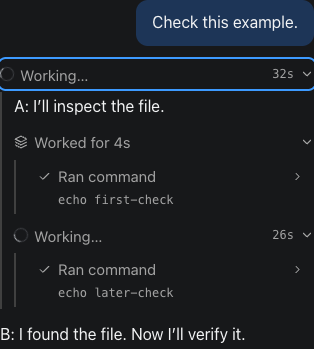 Check this example.
Working... 32s
A: I’ll inspect the file.
Worked for 4s
Ran command
echo first-check
Working... 26s
Ran command
echo later-check
B: I found the file. Now I’ll verify it.